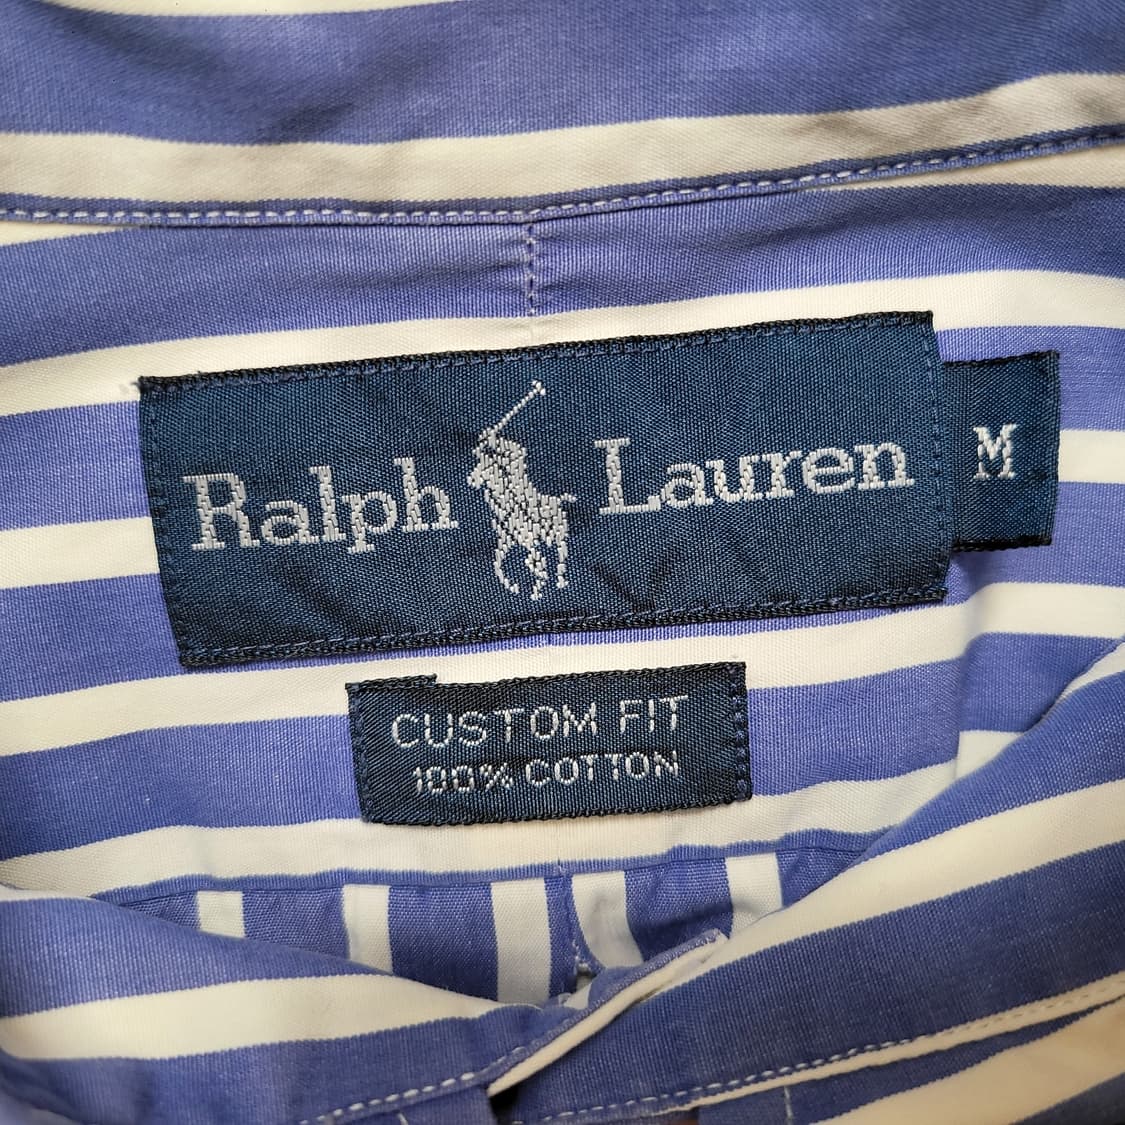 Ralph Lauren M
CUSTOM FIT
100% COTTON